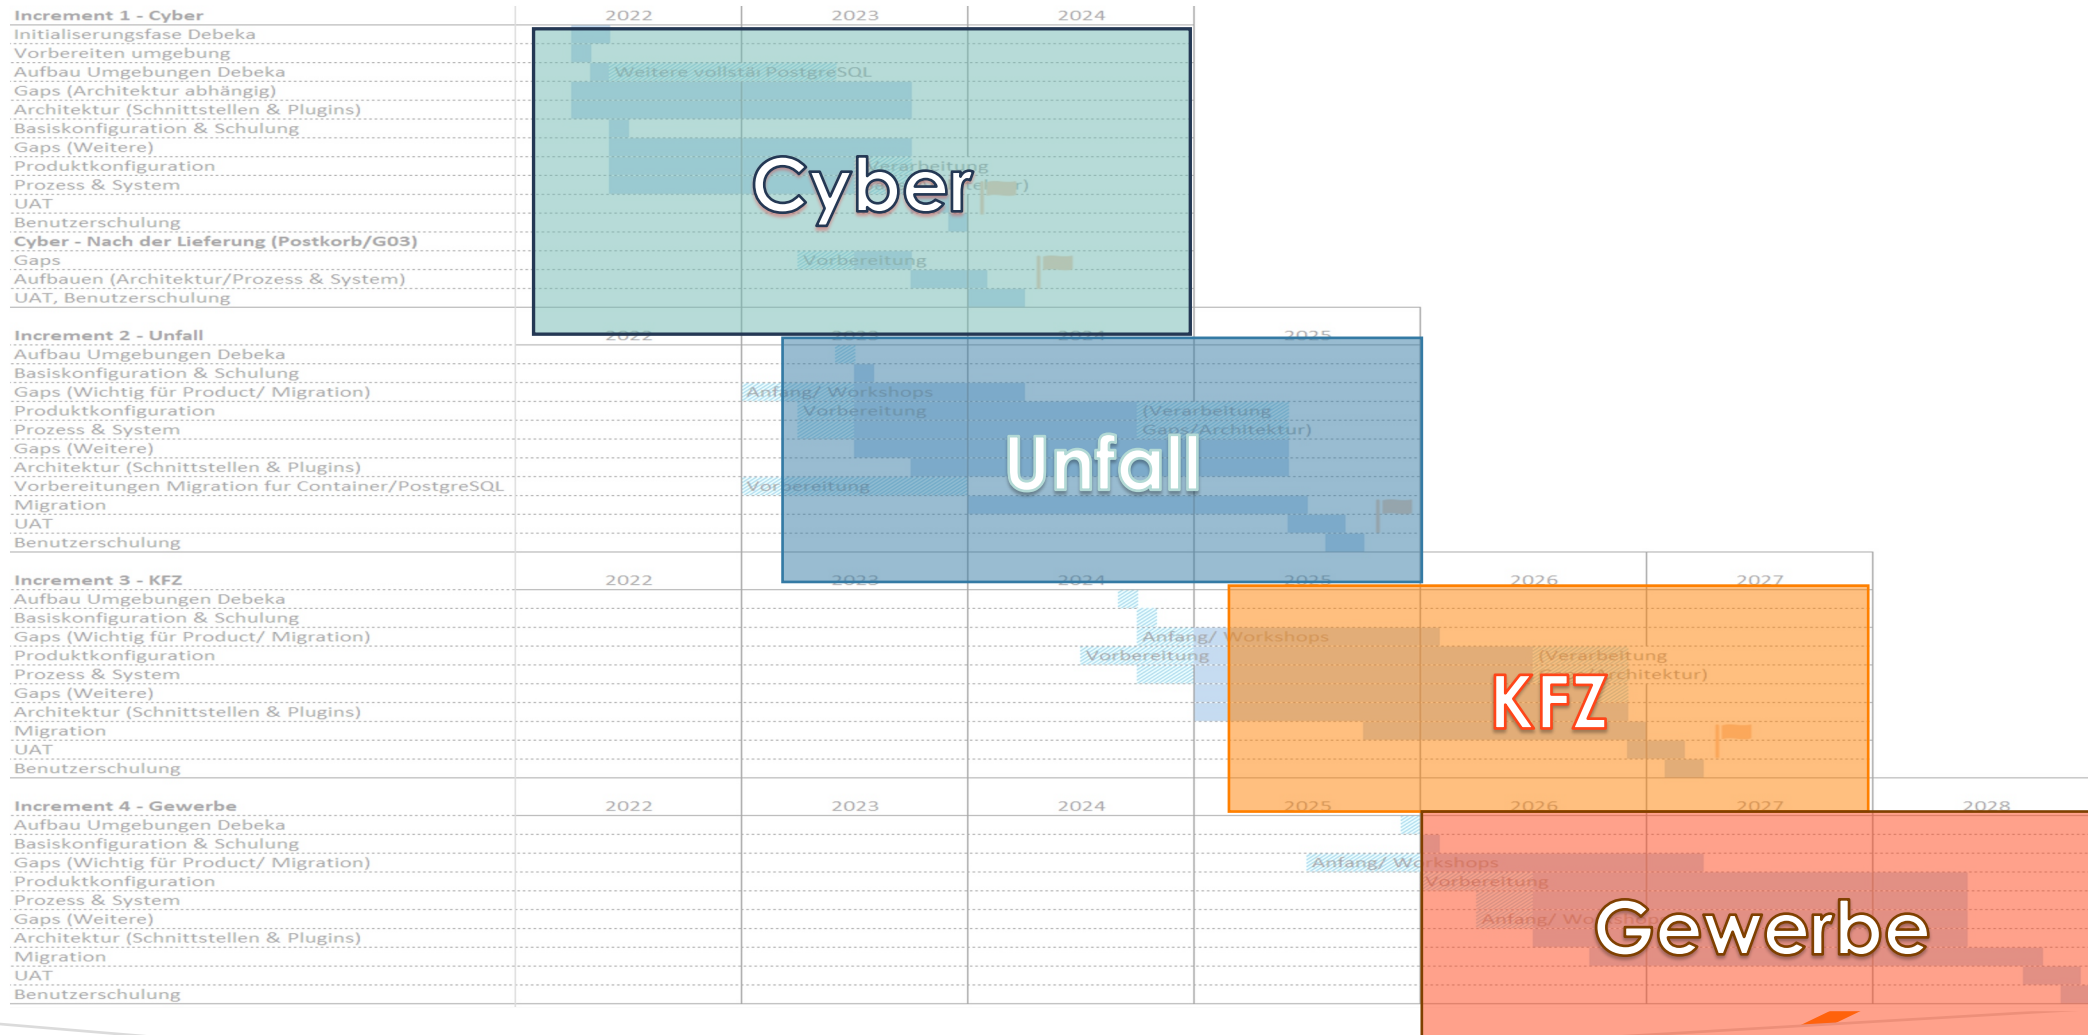 Increment 1 - Cyber 2022 2023 2024
Initialiserungsfase Debeka
Vorbereiten umgebung
Aufbau Umgebungen Debeka Weitere vollstäi PostgreSQL
Gaps (Architektur abhängig)
Architektur (Schnittstellen & Plugins)
Basiskonfiguration & Schulung
Gaps (Weitere)
Produktkonfiguration Verarbeitung
Prozess & System
UAT
Benutzerschulung
Cyber
Cyber - Nach der Lieferung (Postkorb/G03)
Gaps Vorbereitung
Aufbauen (Architektur/Prozess & System)
UAT, Benutzerschulung
Increment 2 - Unfall 2022 2023 2024 2025
Aufbau Umgebungen Debeka
Basiskonfiguration & Schulung
Gaps (Wichtig für Product/ Migration) Anfang/ Workshops
Produktkonfiguration Vorbereitung (Verarbeitung
Prozess & System Gaps/Architektur)
Gaps (Weitere)
Unfall
Architektur (Schnittstellen & Plugins)
Vorbereitungen Migration fur Container/PostgreSQL Vorbereitung
Migration
UAT
Benutzerschulung
Increment 3 - KFZ 2022 2023 2024 2025 2026 2027
Aufbau Umgebungen Debeka
Basiskonfiguration & Schulung
Gaps (Wichtig für Product/ Migration) Anfang/ Workshops
Produktkonfiguration Vorbereitung (Verarbeitung
Prozess & System Architektur)
Gaps (Weitere)
KFZ
Architektur (Schnittstellen & Plugins)
Migration
UAT
Benutzerschulung
Increment 4 - Gewerbe 2022 2023 2024 2025 2026 2027 2028
Aufbau Umgebungen Debeka
Basiskonfiguration & Schulung
Gaps (Wichtig für Product/ Migration) Anfang/ Workshops
Produktkonfiguration Vorbereitung
Prozess & System
Gaps (Weitere) Anfang/
Gewerbe
Architektur (Schnittstellen & Plugins)
Migration
UAT
Benutzerschulung